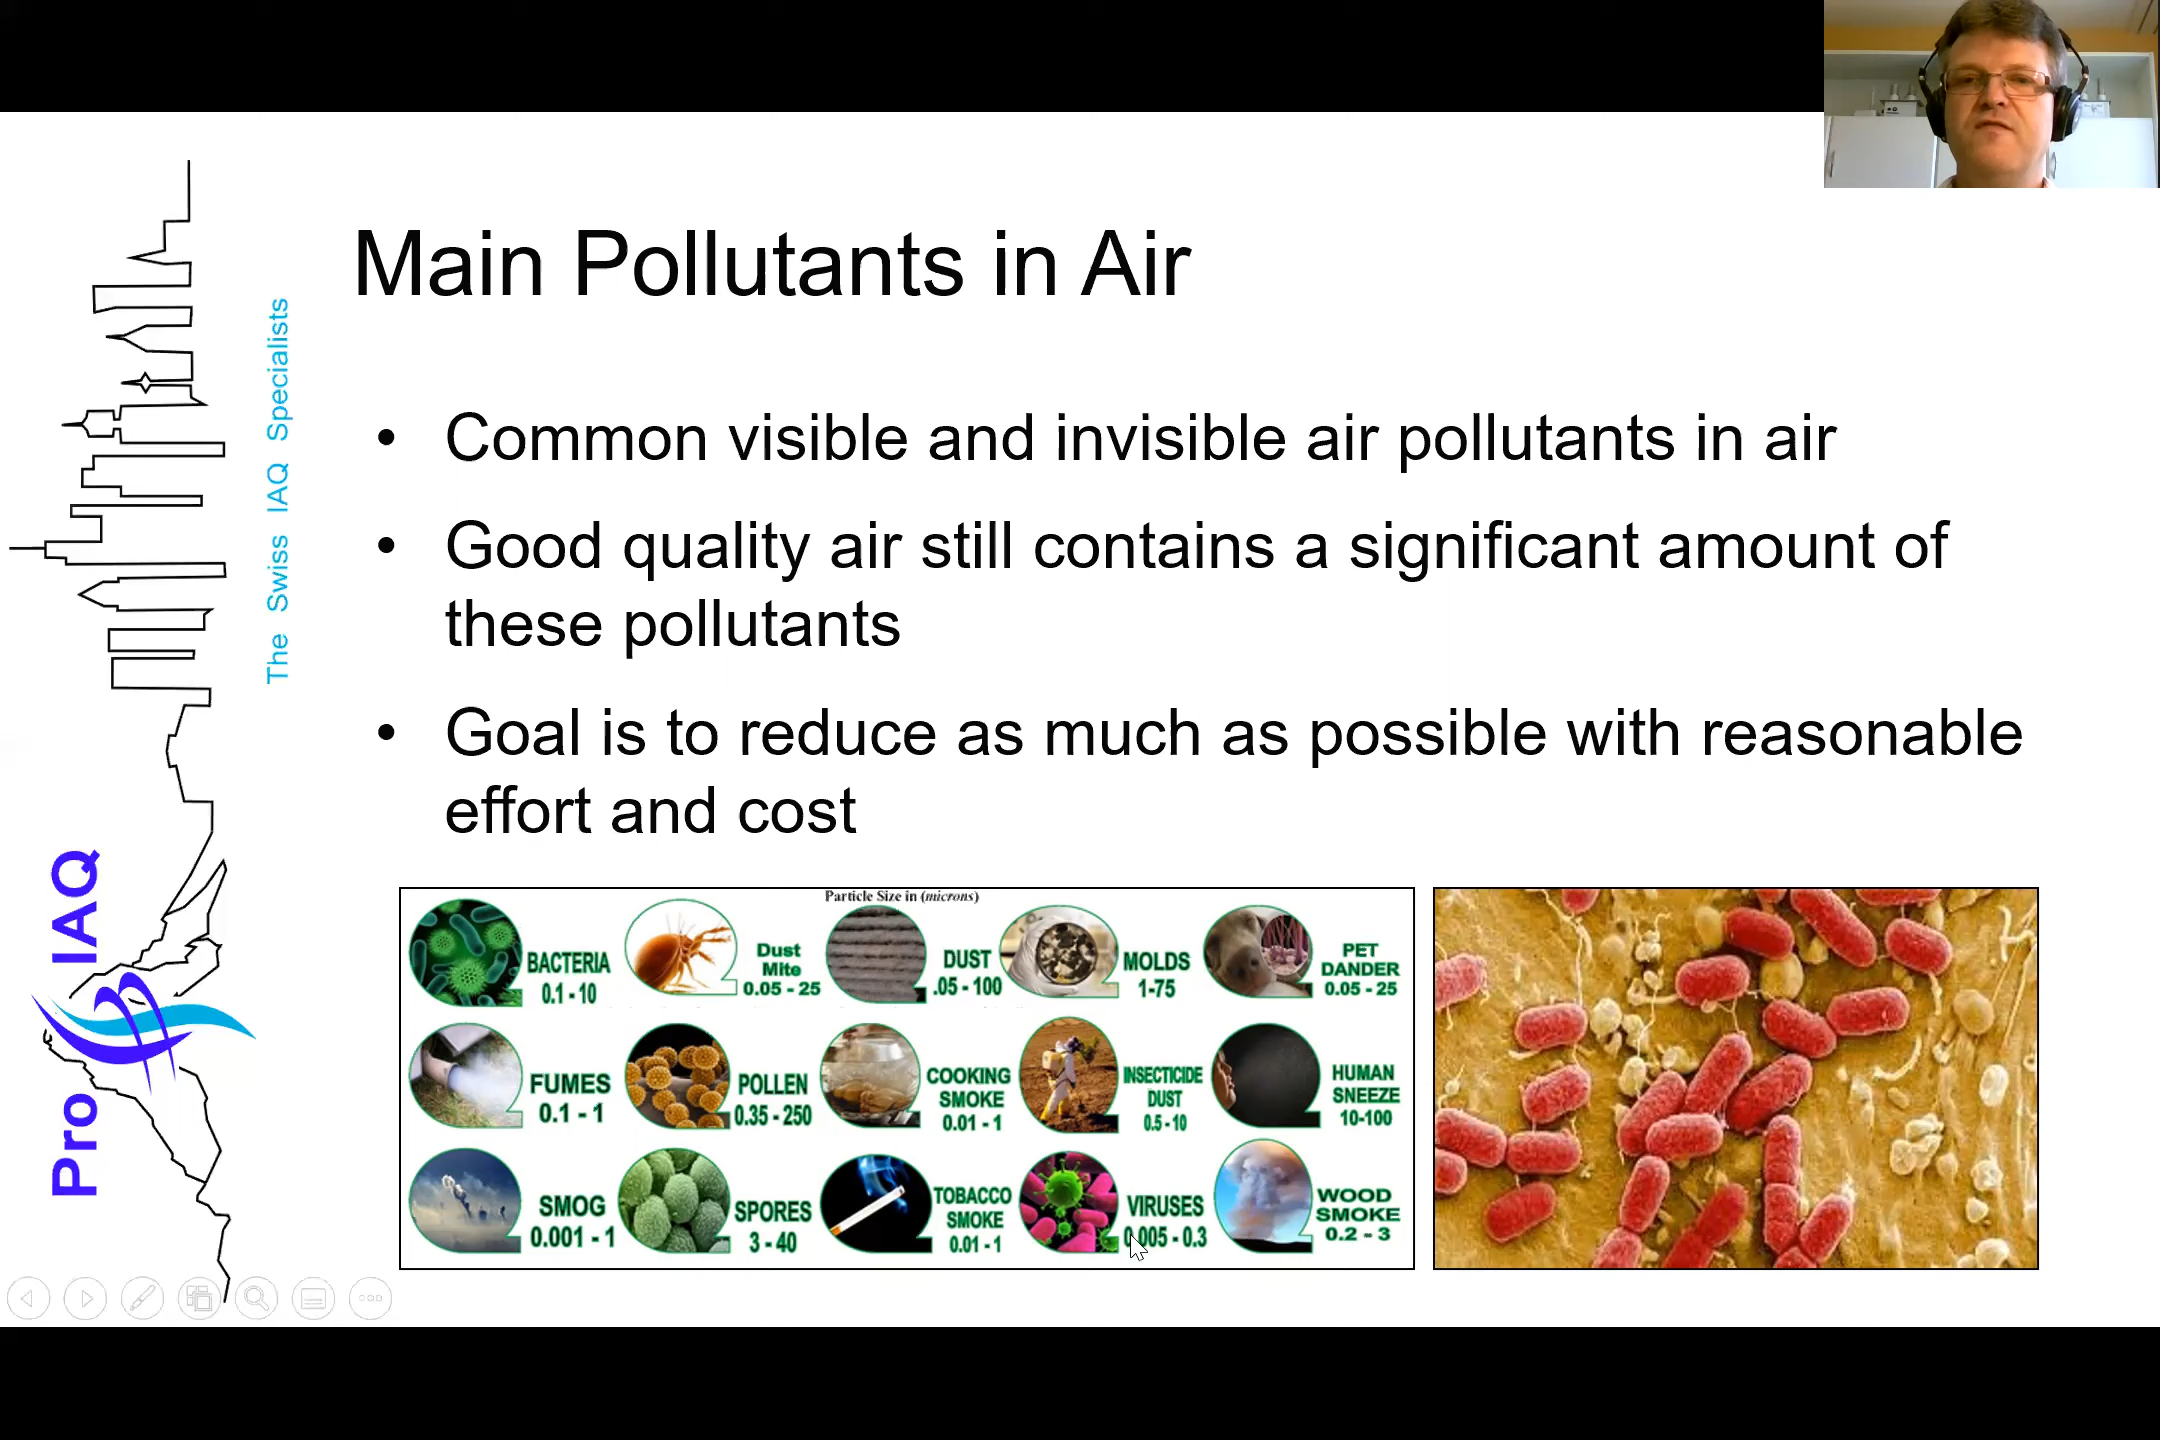 Main Pollutants in Air
• Common visible and invisible air pollutants in air
• Good quality air still contains a significant amount of
these pollutants
• Goal is to reduce as much as possible with reasonable
effort and cost
The Swiss IAQ Specialists
Pro IAQ
Particle Size in (microns)
BACTERIA
0.1 - 10
Dust
Mite
0.05 - 25
DUST
.05 - 100
MOLDS
1-75
PET
DANDER
0.05 - 25
FUMES
0.1 - 1
POLLEN
0.35 - 250
COOKING
SMOKE
0.01 - 1
INSECTICIDE
DUST
0.5 - 10
HUMAN
SNEEZE
10-100
SMOG
0.001 - 1
SPORES
3 - 40
TOBACCO
SMOKE
0.01 - 1
VIRUSES
0.005 - 0.3
WOOD
SMOKE
0.2 - 3